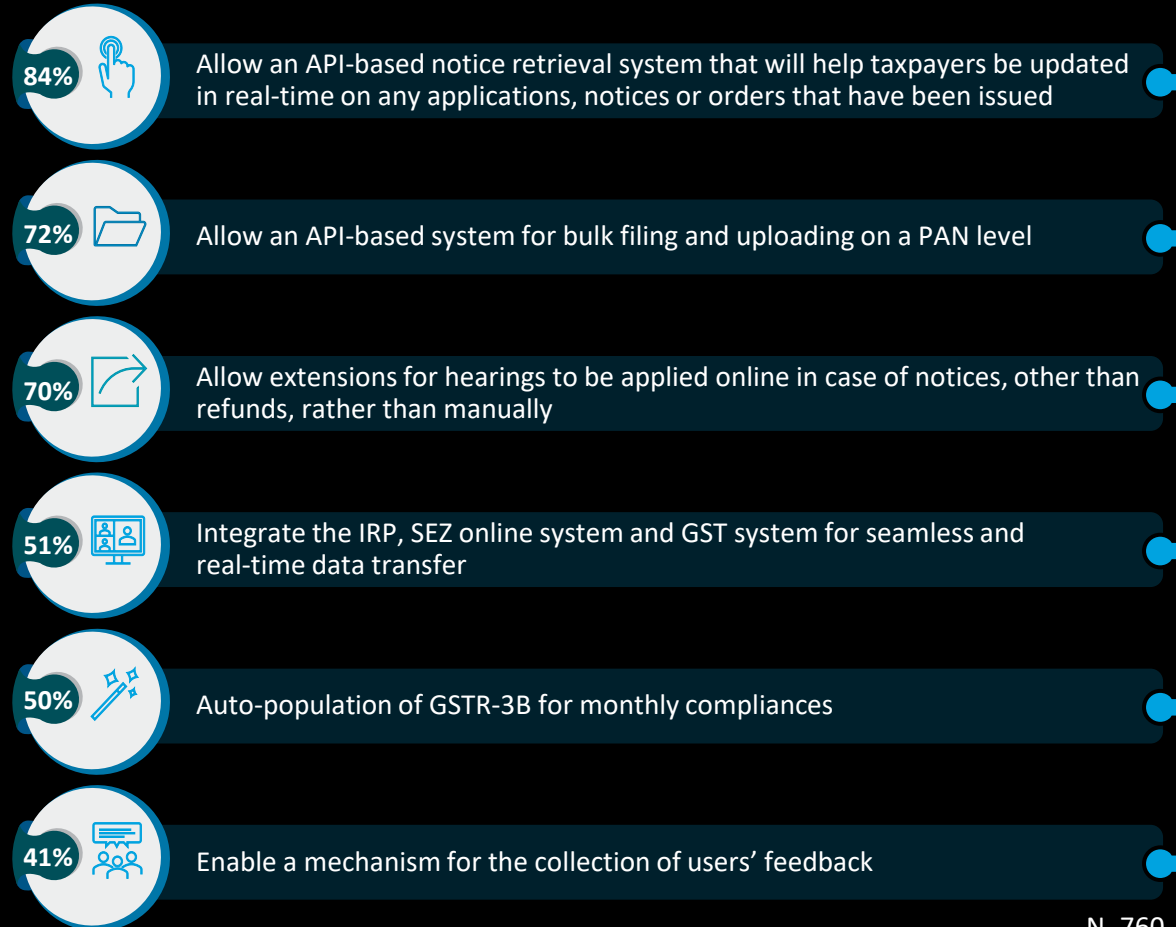 84%
Allow an API-based notice retrieval system that will help taxpayers be updated
in real-time on any applications, notices or orders that have been issued
72%
Allow an API-based system for bulk filing and uploading on a PAN level
70%
Allow extensions for hearings to be applied online in case of notices, other than
refunds, rather than manually
51%
Integrate the IRP, SEZ online system and GST system for seamless and
real-time data transfer
50%
Auto-population of GSTR-3B for monthly compliances
41%
Enable a mechanism for the collection of users’ feedback
N 760